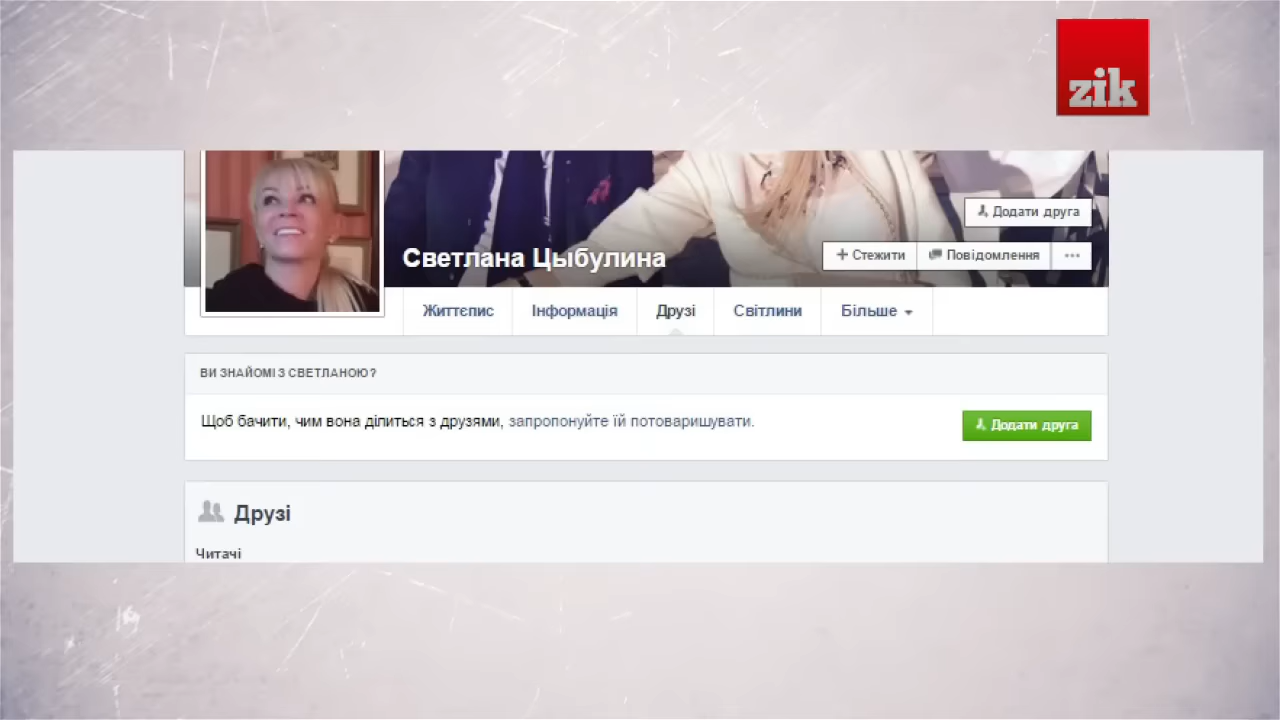 zik
Додати друга
Светлана Цыбулина
Стежити
Повідомлення
Життєпис
Інформація
Друзі
Світлини
Більше
ВИ ЗНАЙОМІ З СВЕТЛАНОЮ?
Щоб бачити, чим вона ділиться з друзями, запропонуйте їй потоваришувати.
Додати друга
Друзі
Читачі